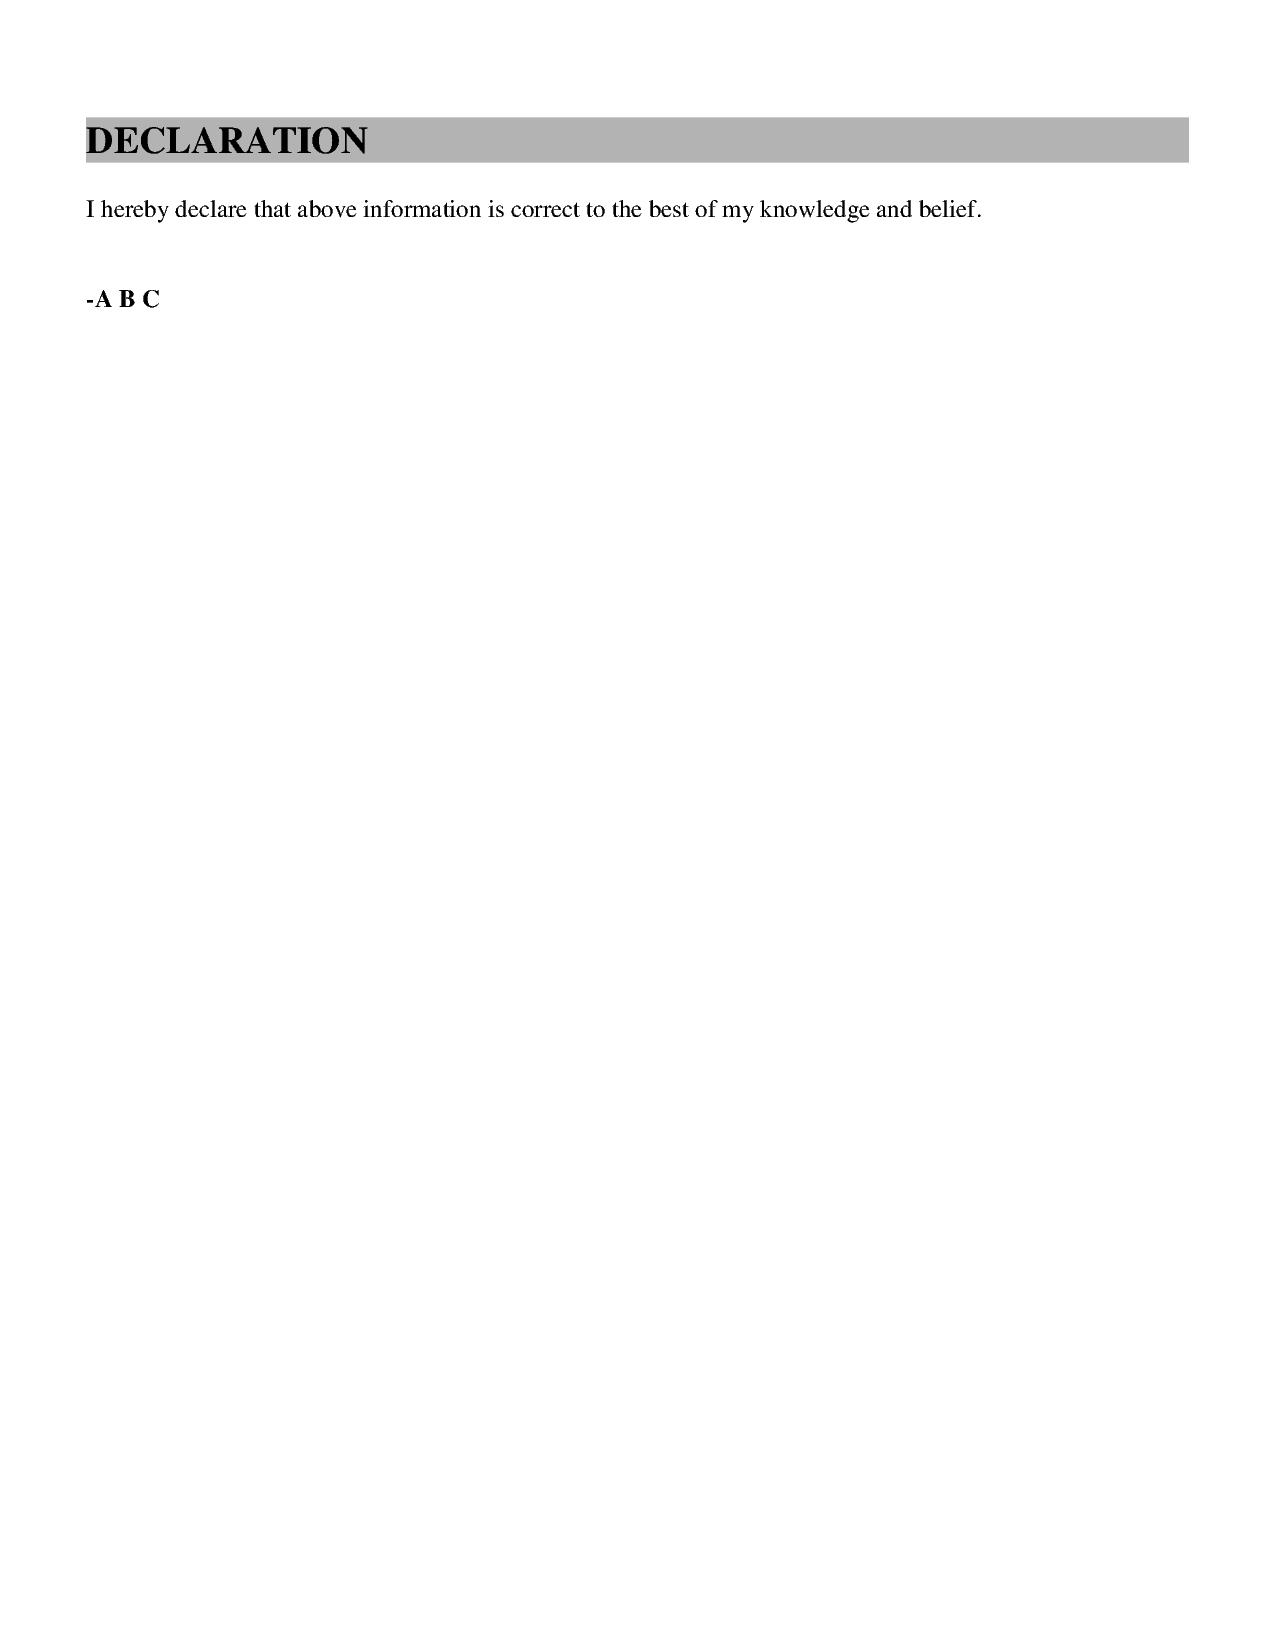 DECLARATION
I hereby declare that above information is correct to the best of my knowledge and belief.
-A B C